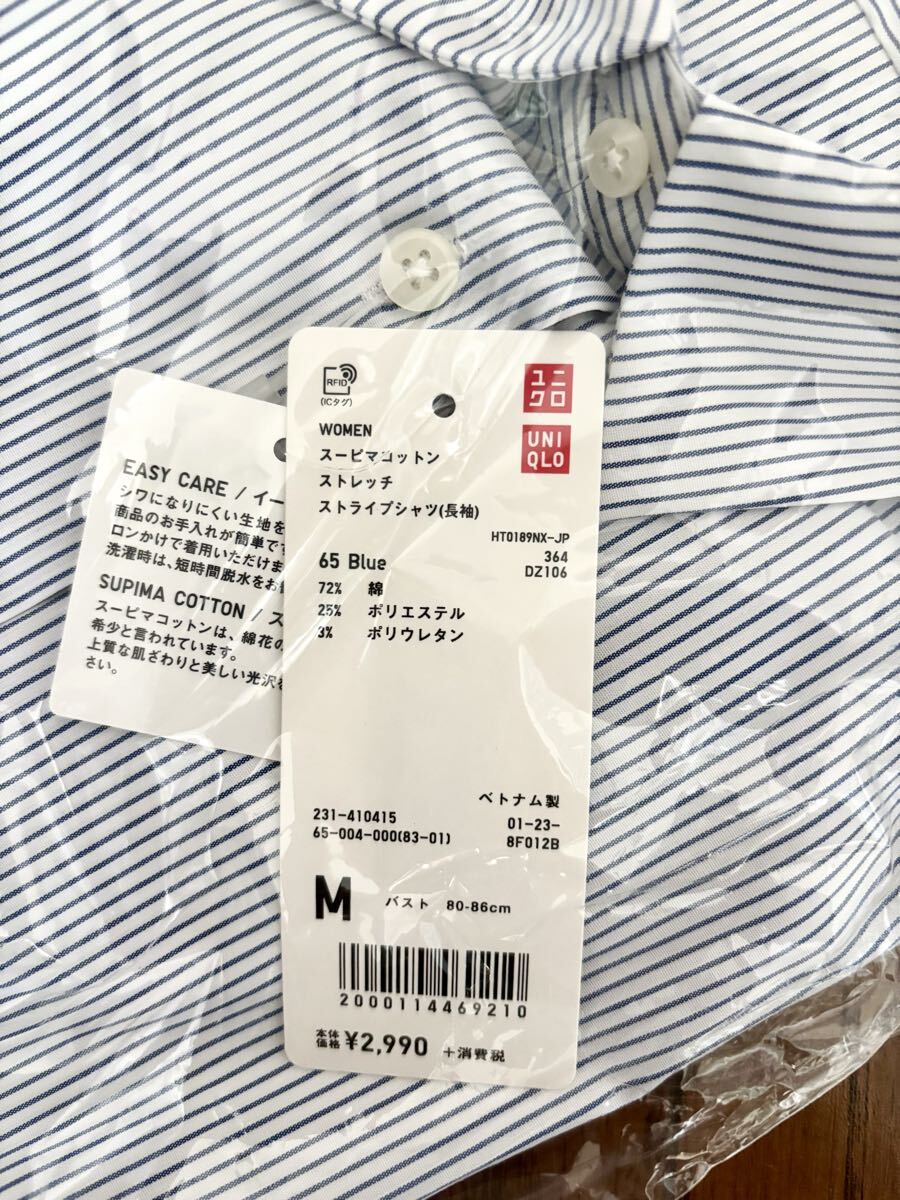 EASY CARE / イー
シワになりにくい生地を
商品のお手入れが簡単です
ロンかけで着用いただけま
洗濯時は、短時間脱水をお
SUPIMA COTTON / ス
スーピマコットンは、綿花の
希少と言われています。
上質な肌ざわりと美しい光沢を
さい。
RFID
(ICタグ)
ユニ
クロ
UNI
QLO
WOMEN
スーピマコットン
ストレッチ
ストライプシャツ(長袖)
HT0189NX-JP
364
DZ106
65 Blue
72% 綿
25% ポリエステル
3% ポリウレタン
ベトナム製
231-410415 01-23-
65-004-000(83-01) 8F012B
M バスト 80-86cm
2000114469210
本体
価格 ¥2,990 +消費税